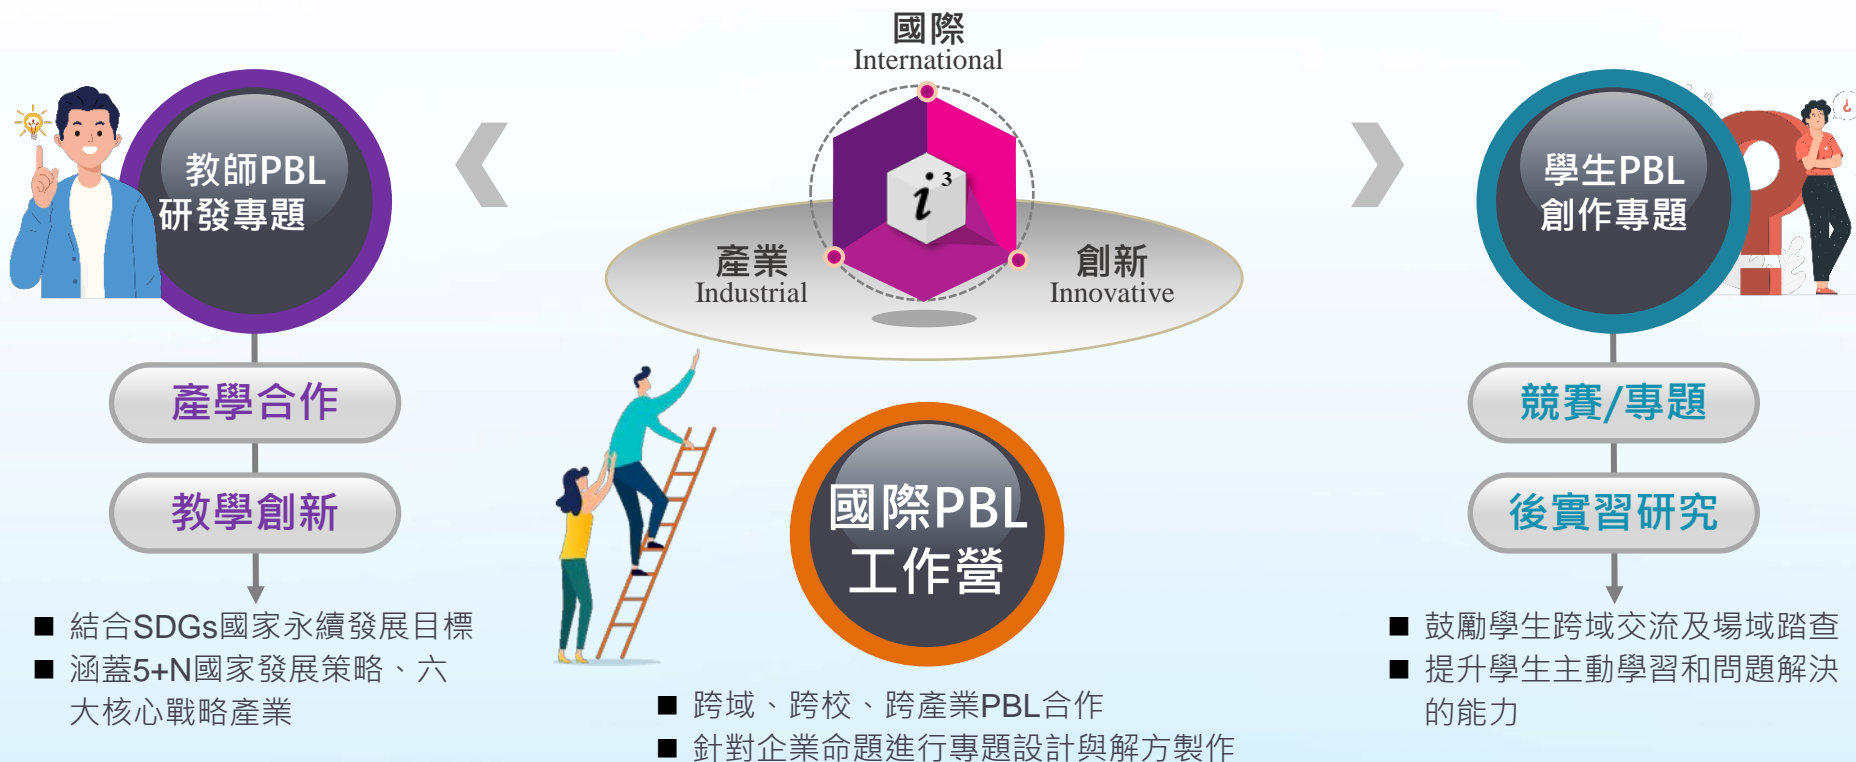 國際
International
i³
產業
Industrial
創新
Innovative
教師PBL
研發專題
產學合作
教學創新
結合SDGs國家永續發展目標
涵蓋5+N國家發展策略、六
大核心戰略產業
國際PBL
工作營
跨域、跨校、跨產業PBL合作
針對企業命題進行專題設計與解方製作
學生PBL
創作專題
競賽/專題
後實習研究
鼓勵學生跨域交流及場域踏查
提升學生主動學習和問題解決
的能力